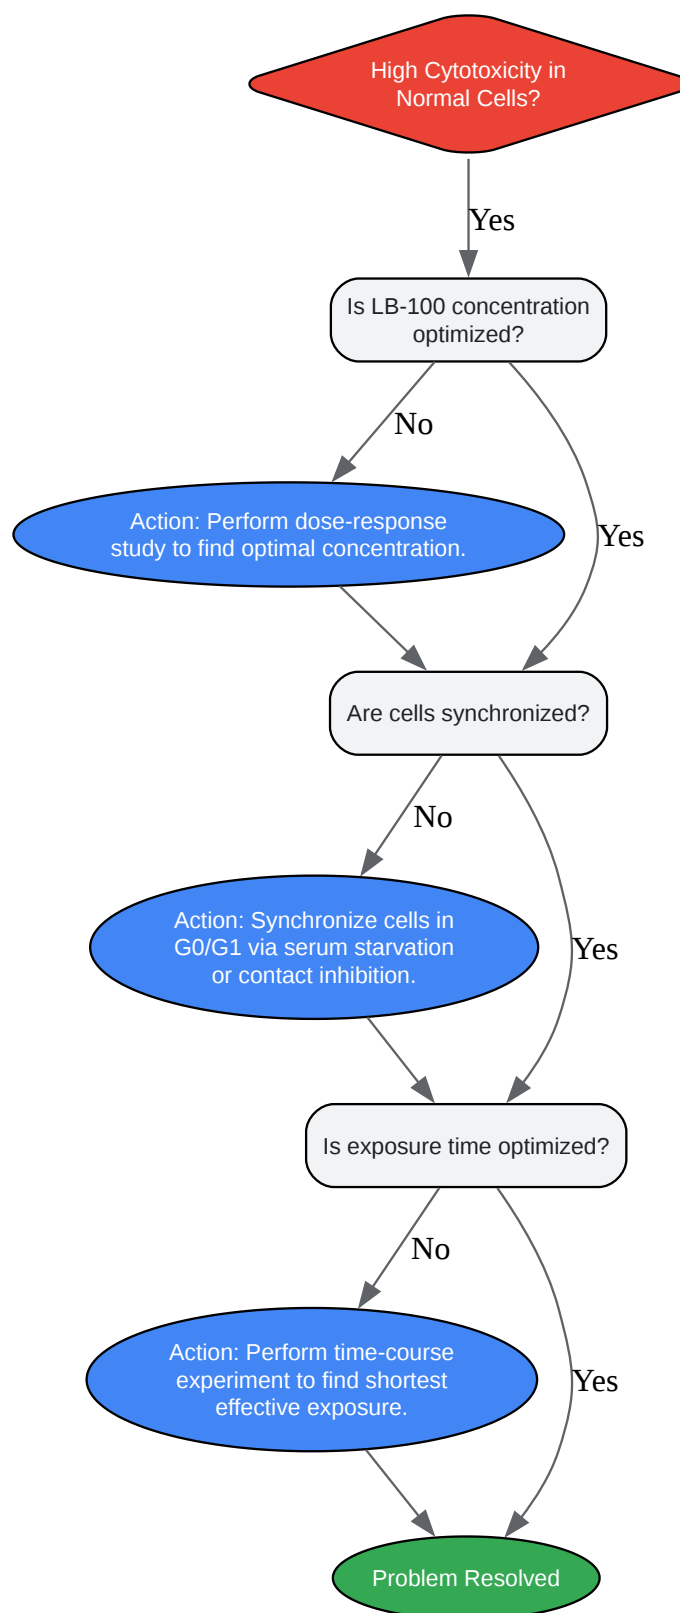 High Cytotoxicity in
Normal Cells?
Yes
Is LB-100 concentration
optimized?
No
Action: Perform dose-response
study to find optimal concentration.
Yes
Are cells synchronized?
No
Action: Synchronize cells in
G0/G1 via serum starvation
or contact inhibition.
Yes
Is exposure time optimized?
No
Action: Perform time-course
experiment to find shortest
effective exposure.
Yes
Problem Resolved